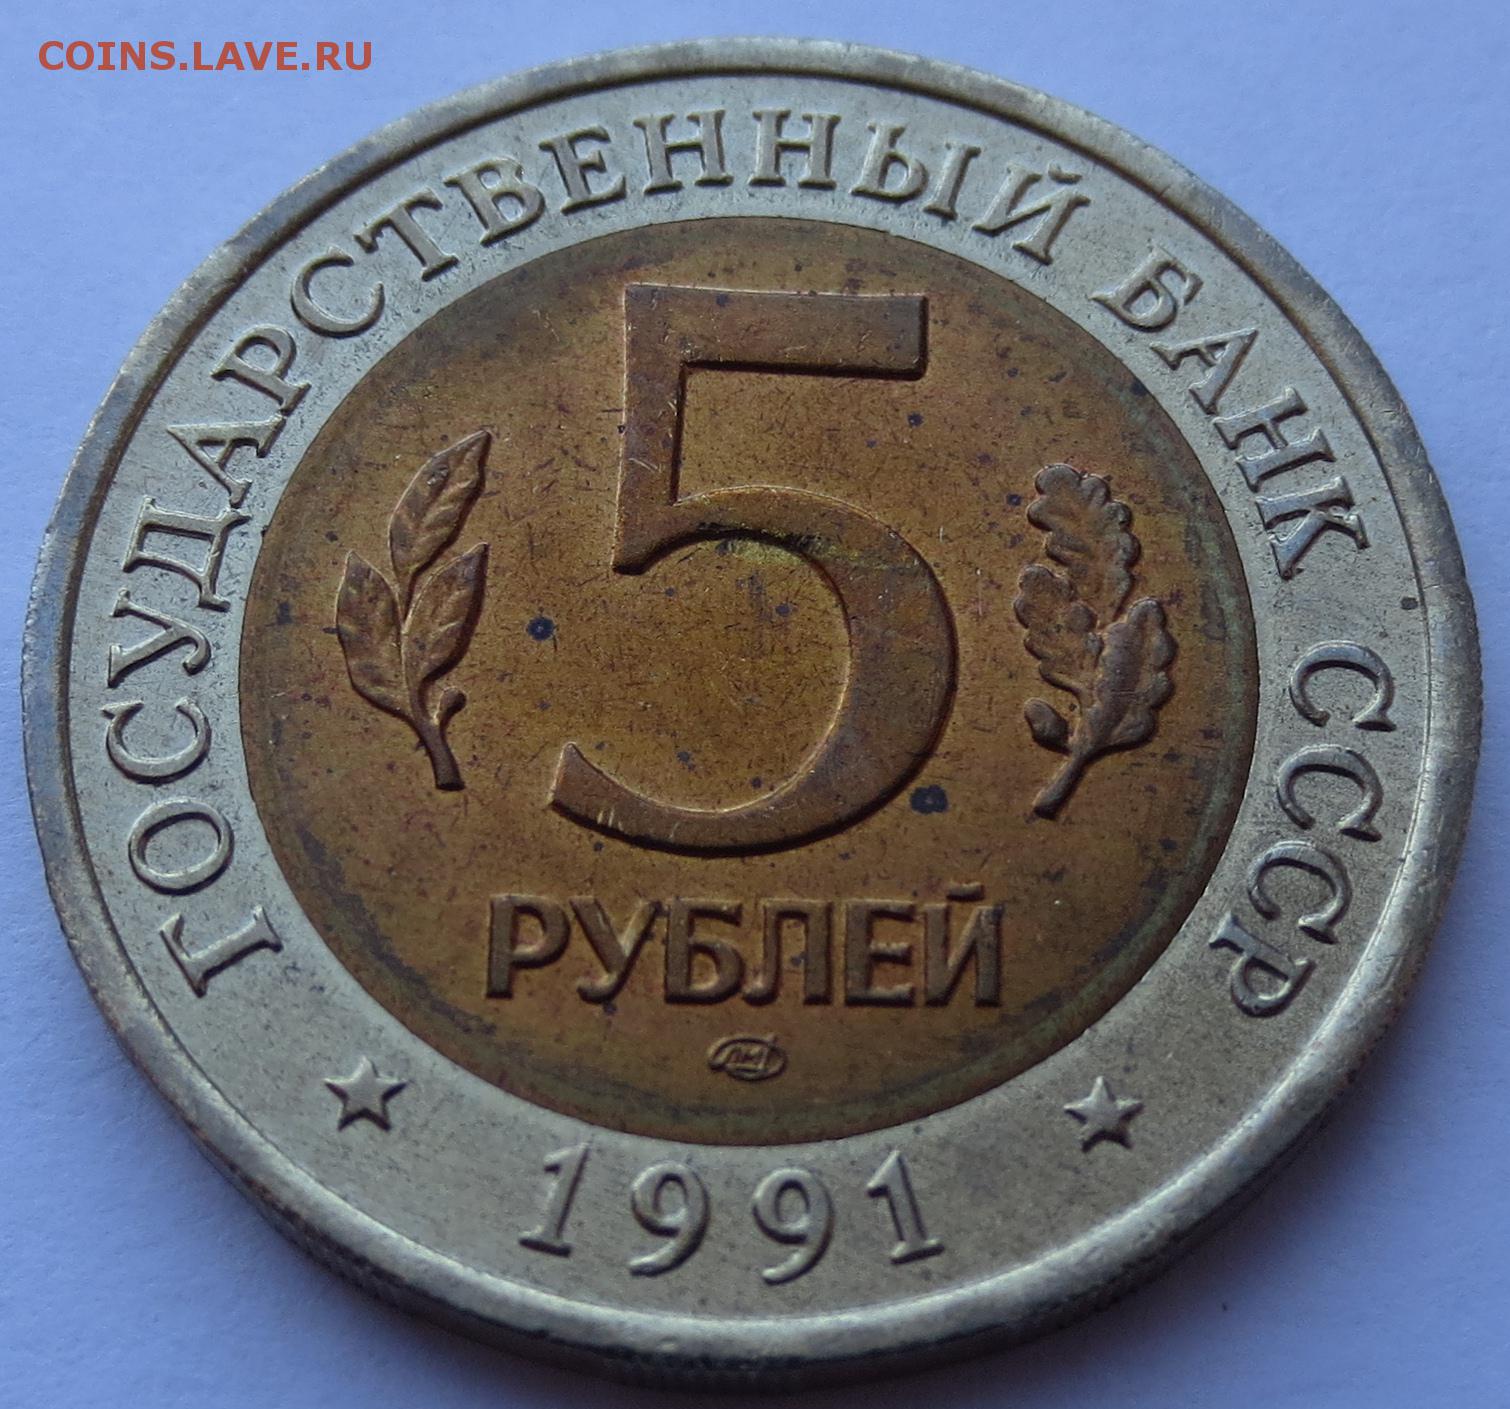 COINS.LAVE.RU
ГОСУДАРСТВЕННЫЙ БАНК СССР
5
РУБЛЕЙ
ЛМД
1991